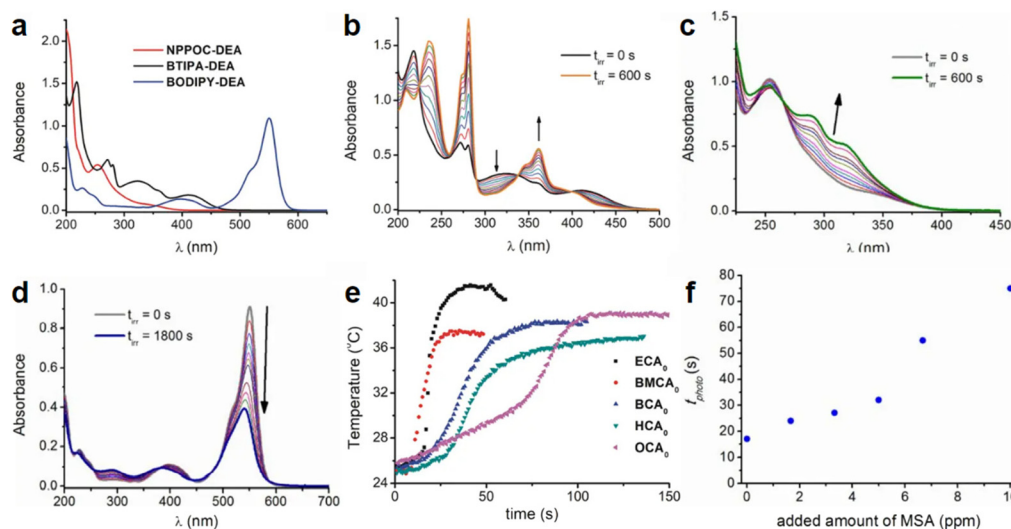 a
2.0
1.5
1.0
0.5
0.0
Absorbance
NPPOC-DEA
BTIPA-DEA
BODIPY-DEA
200 300 400 500 600 700
λ (nm)
b
1.5
1.0
0.5
0.0
Absorbance
t_irr = 0 s
t_irr = 600 s
200 250 300 350 400 450 500
λ (nm)
c
1.5
1.0
0.5
0.0
Absorbance
t_irr = 0 s
t_irr = 600 s
250 300 350 400 450
λ (nm)
d
1.0
0.8
0.6
0.4
0.2
0.0
Absorbance
t_irr = 0 s
t_irr = 1800 s
200 300 400 500 600 700
λ (nm)
e
40
36
32
28
24
Temperature (°C)
ECA₀
BMCA₀
BCA₀
HCA₀
OCA₀
0 50 100 150
time (s)
f
80
70
60
50
40
30
20
10
0
t_photo (s)
0 2 4 6 8 10
added amount of MSA (ppm)